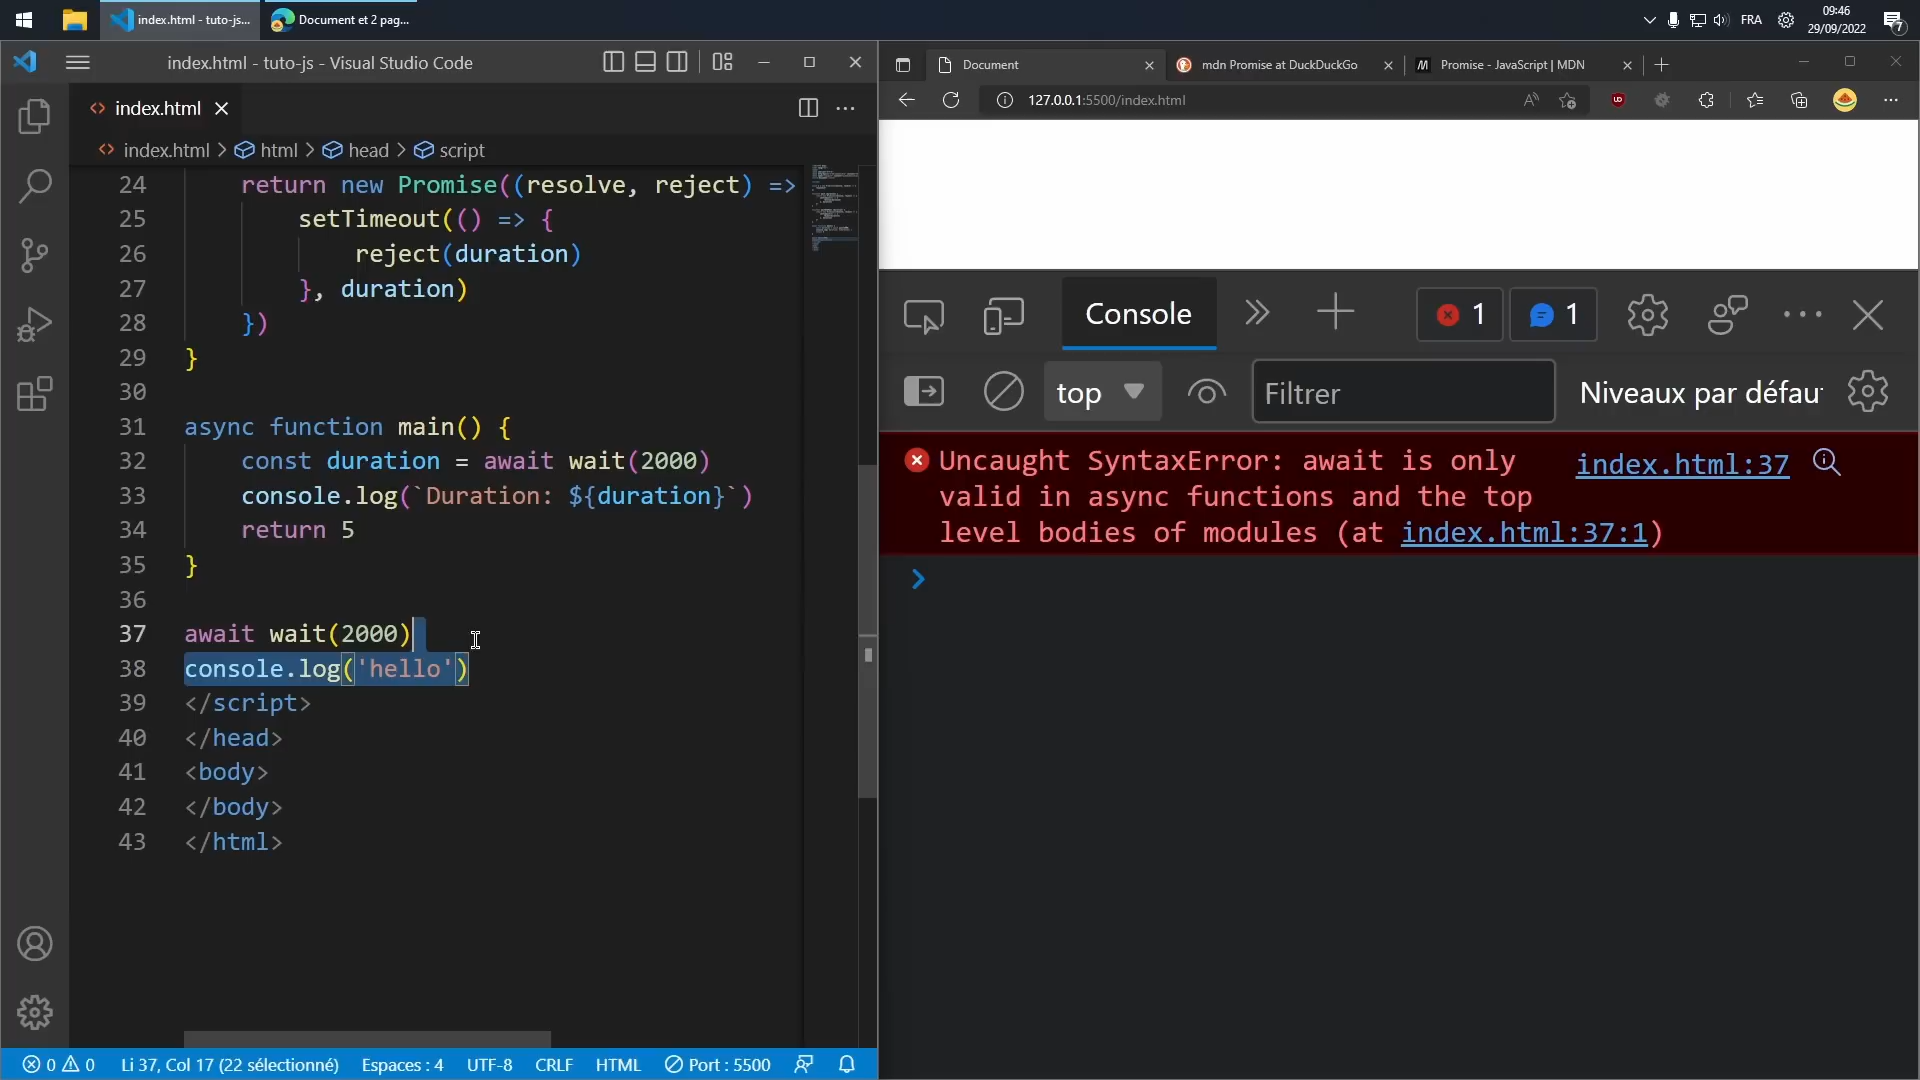 index.html - tuto-js...
Document et 2 pag...
FRA
09:46
29/09/2022
7
index.html - tuto-js - Visual Studio Code
index.html
index.html > html > head > script
24 return new Promise((resolve, reject) =>
25 setTimeout(() => {
26 reject(duration)
27 }, duration)
28 })
29 }
30
31 async function main() {
32 const duration = await wait(2000)
33 console.log(`Duration: ${duration}`)
34 return 5
35 }
36
37 await wait(2000)
38 console.log('hello')
39 </script>
40 </head>
41 <body>
42 </body>
43 </html>
0 0 Li 37, Col 17 (22 sélectionné) Espaces : 4 UTF-8 CRLF HTML Port : 5500
Document
mdn Promise at DuckDuckGo
Promise - JavaScript | MDN
127.0.0.1:5500/index.html
Console
1
1
top
Filtrer
Niveaux par défau
Uncaught SyntaxError: await is only index.html:37
valid in async functions and the top
level bodies of modules (at index.html:37:1)